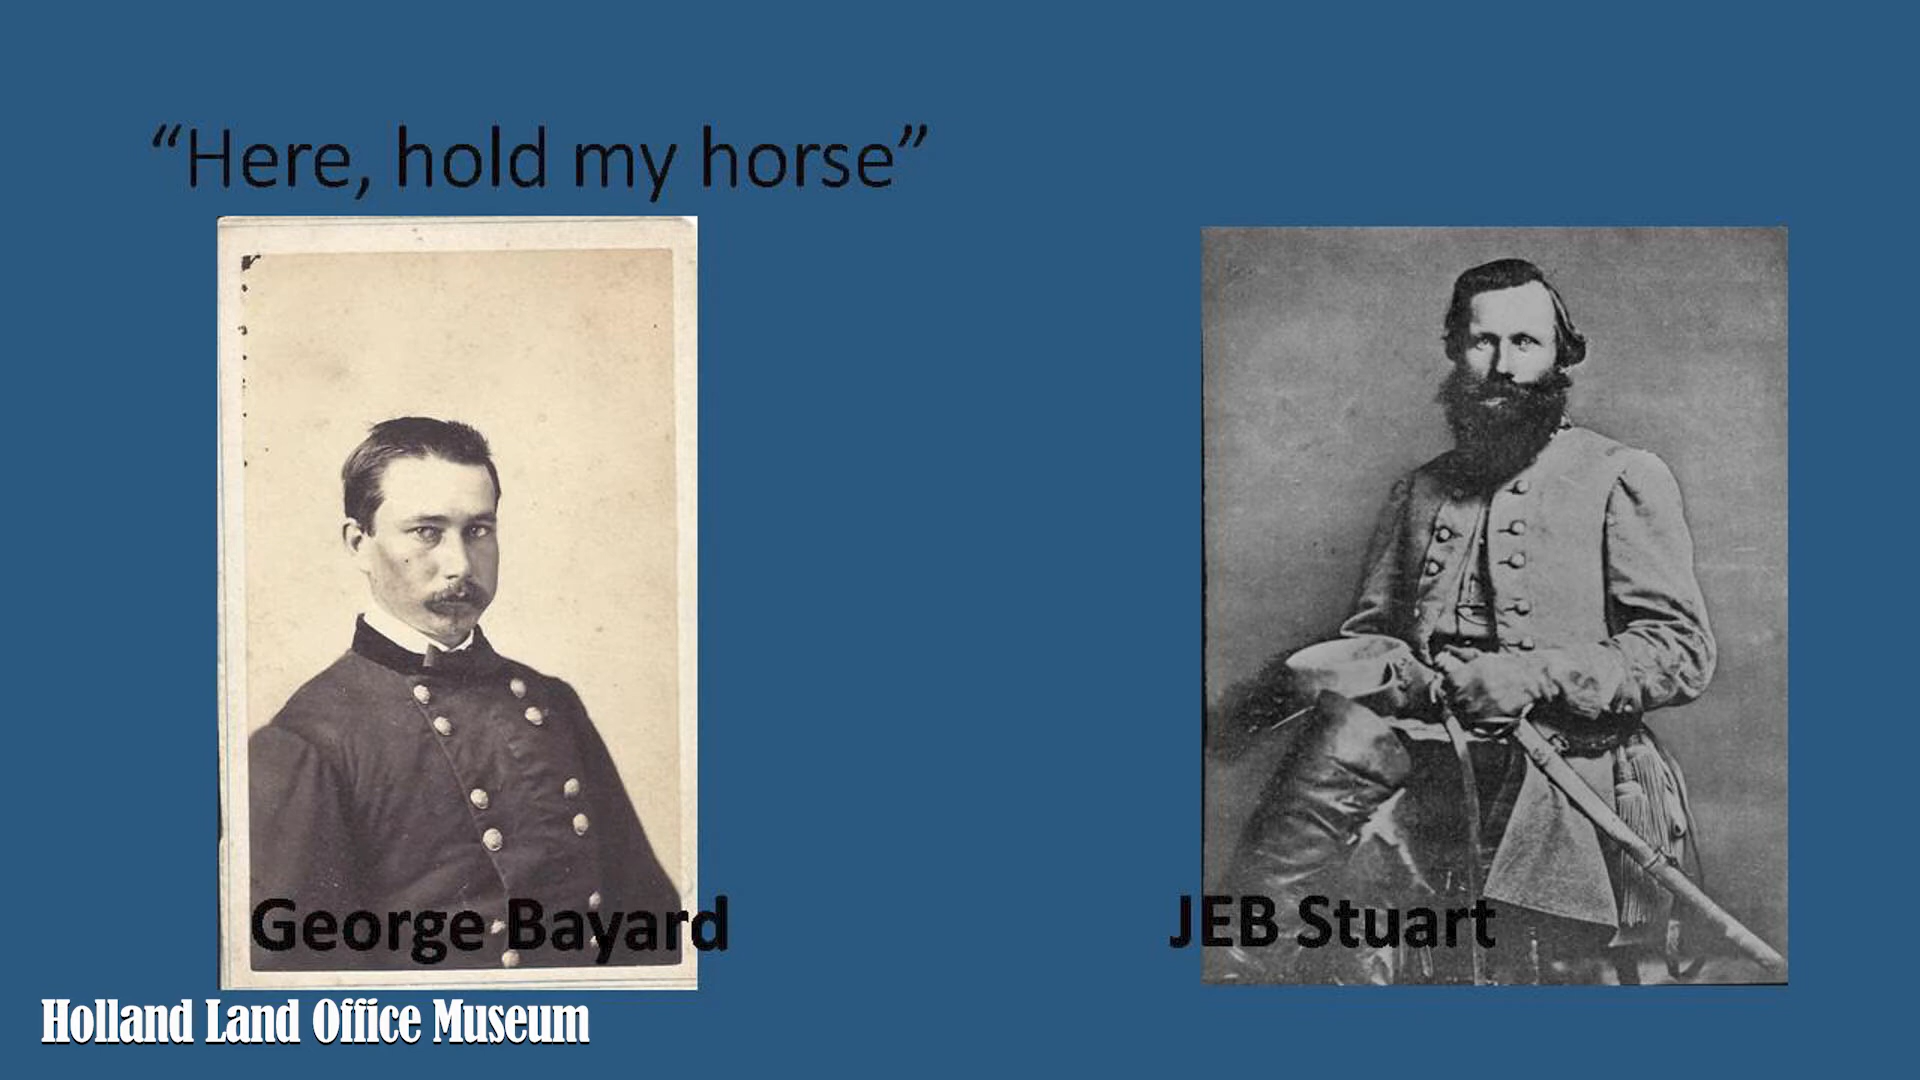 “Here, hold my horse”
George Bayard
JEB Stuart
Holland Land Office Museum